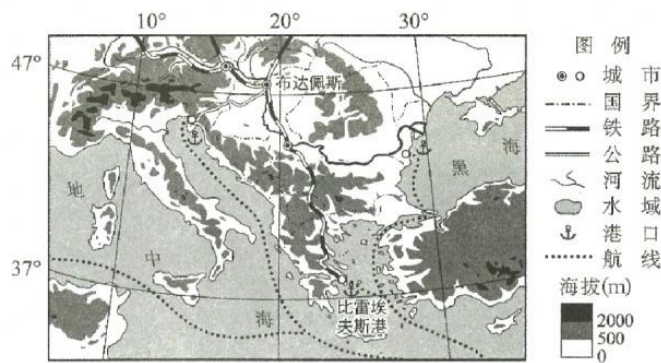 10° 20° 30°
47°
37°
布达佩斯
地
中
海
黑
海
比雷埃
夫斯港
图例
城市
国界
铁路
公路
河流
水域
港口
航线
海拔(m)
2000
500
0